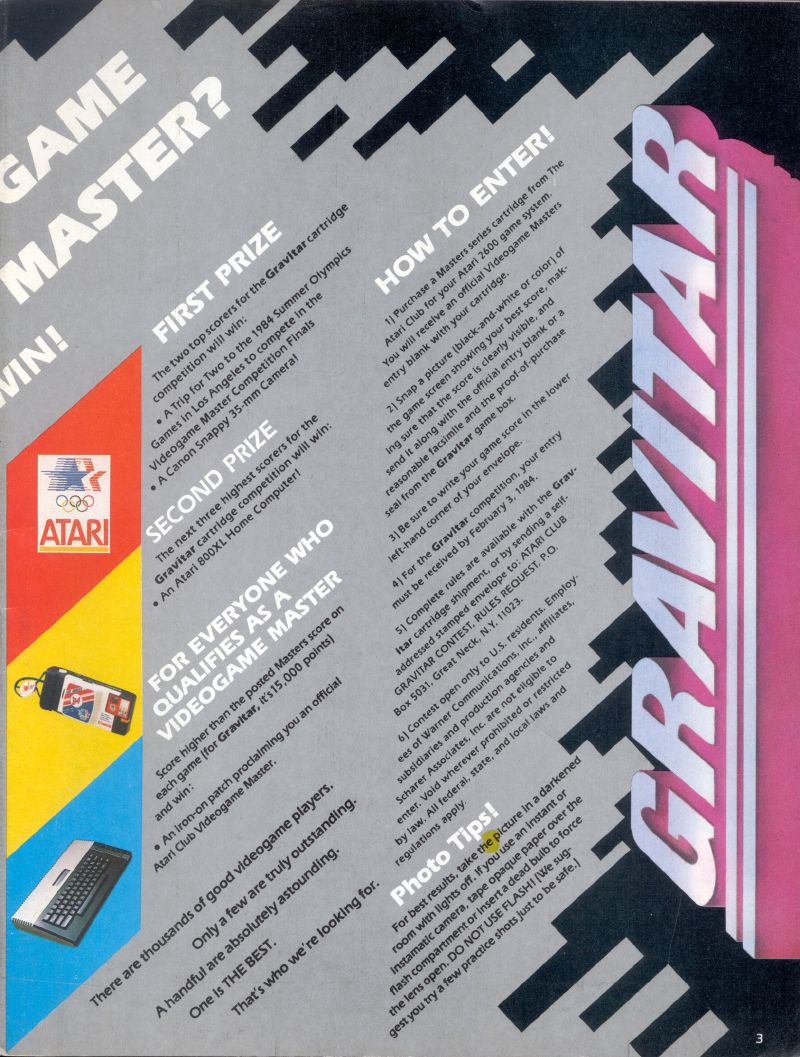 GAME
MASTER?
WIN!
FIRST PRIZE
The two top scorers for the Gravitar cartridge
competition will win:
• A Trip for Two to the 1984 Summer Olympics
Games in Los Angeles to compete in the
Videogame Master Competition Finals
• A Canon Snappy 35-mm Camera!
SECOND PRIZE
The next three highest scorers for the
Gravitar cartridge competition will win:
• An Atari 800XL Home Computer!
FOR EVERYONE WHO
QUALIFIES AS A
VIDEOGAME MASTER
Score higher than the posted Masters score on
each game (for Gravitar, it's 15,000 points)
and win:
• An iron-on patch proclaiming you an official
Atari Club Videogame Master.
There are thousands of good videogame players.
Only a few are truly outstanding.
A handful are absolutely astounding.
One is THE BEST.
That's who we're looking for.
ATARI
HOW TO ENTER!
1) Purchase a Masters series cartridge from The
Atari Club for your Atari 2600 game system.
You will receive an official Videogame Masters
entry blank with your cartridge.
2) Snap a picture (black-and-white or color) of
the game screen showing your best score, mak-
ing sure that the score is clearly visible, and
send it along with the official entry blank or a
reasonable facsimile and the proof-of-purchase
seal from the Gravitar game box.
3) Be sure to write your game score in the lower
left-hand corner of your envelope.
4) For the Gravitar competition, your entry
must be received by February 3, 1984.
5) Complete rules are available with the Grav-
itar cartridge shipment, or by sending a self-
addressed stamped envelope to: ATARI CLUB
GRAVITAR CONTEST, RULES REQUEST, P.O.
Box 5031, Great Neck, N.Y. 11023.
6) Contest open only to U.S. residents. Employ-
ees of Warner Communications, Inc., affiliates,
subsidiaries and production agencies and
Scharer Associates, Inc. are not eligible to
enter. Void wherever prohibited or restricted
by law. All federal, state, and local laws and
regulations apply.
Photo Tips!
For best results, take the picture in a darkened
room with lights off. If you use an instant or
instamatic camera, tape opaque paper over the
flash compartment or insert a dead bulb to force
the lens open. DO NOT USE FLASH! (We sug-
gest you try a few practice shots just to be safe.)
GRAVITAR
3